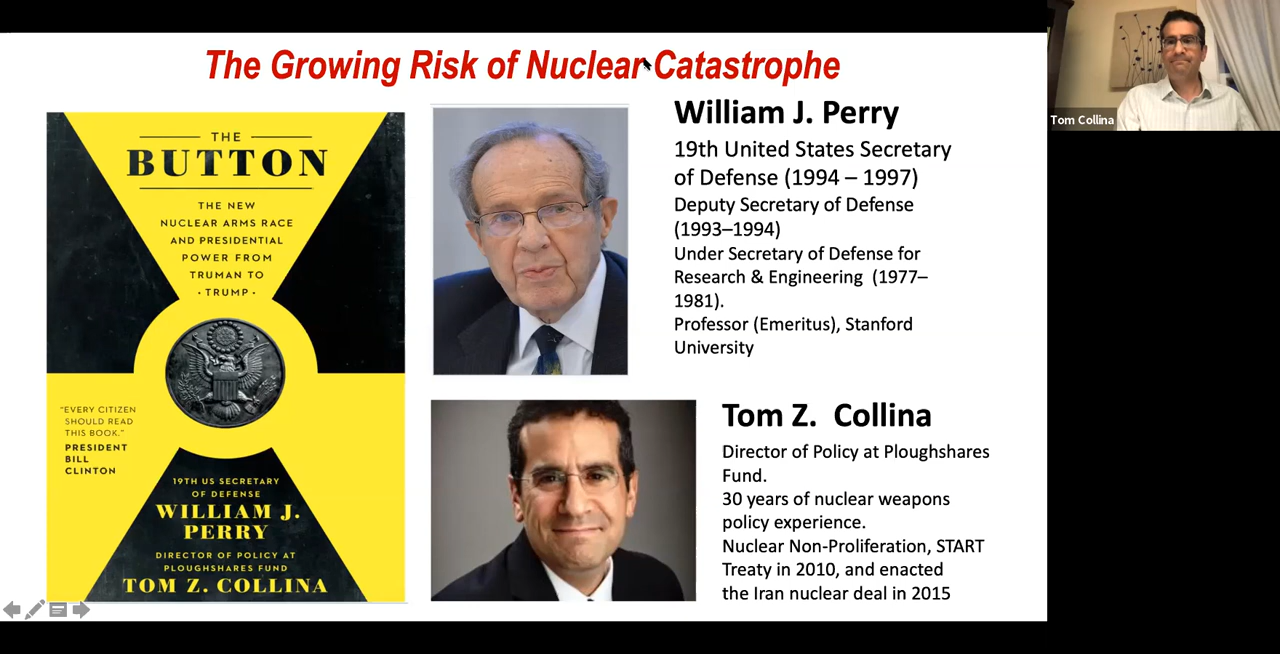 The Growing Risk of Nuclear Catastrophe
THE
BUTTON
THE NEW
NUCLEAR ARMS RACE
AND PRESIDENTIAL
POWER FROM
TRUMAN TO
· TRUMP ·
"EVERY CITIZEN
SHOULD READ
THIS BOOK."
PRESIDENT
BILL
CLINTON
19TH US SECRETARY
OF DEFENSE
WILLIAM J.
PERRY
DIRECTOR OF POLICY AT
PLOUGHSHARES FUND
TOM Z. COLLINA
William J. Perry
19th United States Secretary
of Defense (1994 – 1997)
Deputy Secretary of Defense
(1993–1994)
Under Secretary of Defense for
Research & Engineering (1977–
1981).
Professor (Emeritus), Stanford
University
Tom Z. Collina
Director of Policy at Ploughshares
Fund.
30 years of nuclear weapons
policy experience.
Nuclear Non-Proliferation, START
Treaty in 2010, and enacted
the Iran nuclear deal in 2015
Tom Collina